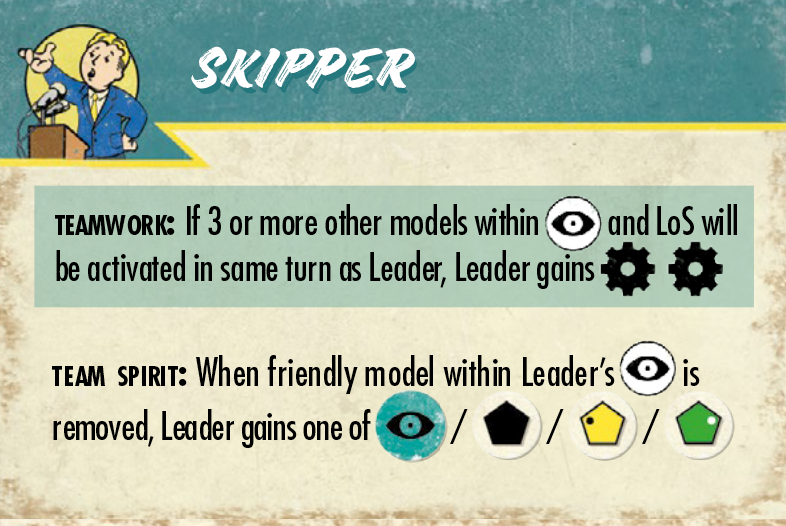 SKIPPER
TEAMWORK: If 3 or more other models within and LoS will
be activated in same turn as Leader, Leader gains
TEAM SPIRIT: When friendly model within Leader's is
removed, Leader gains one of / / /